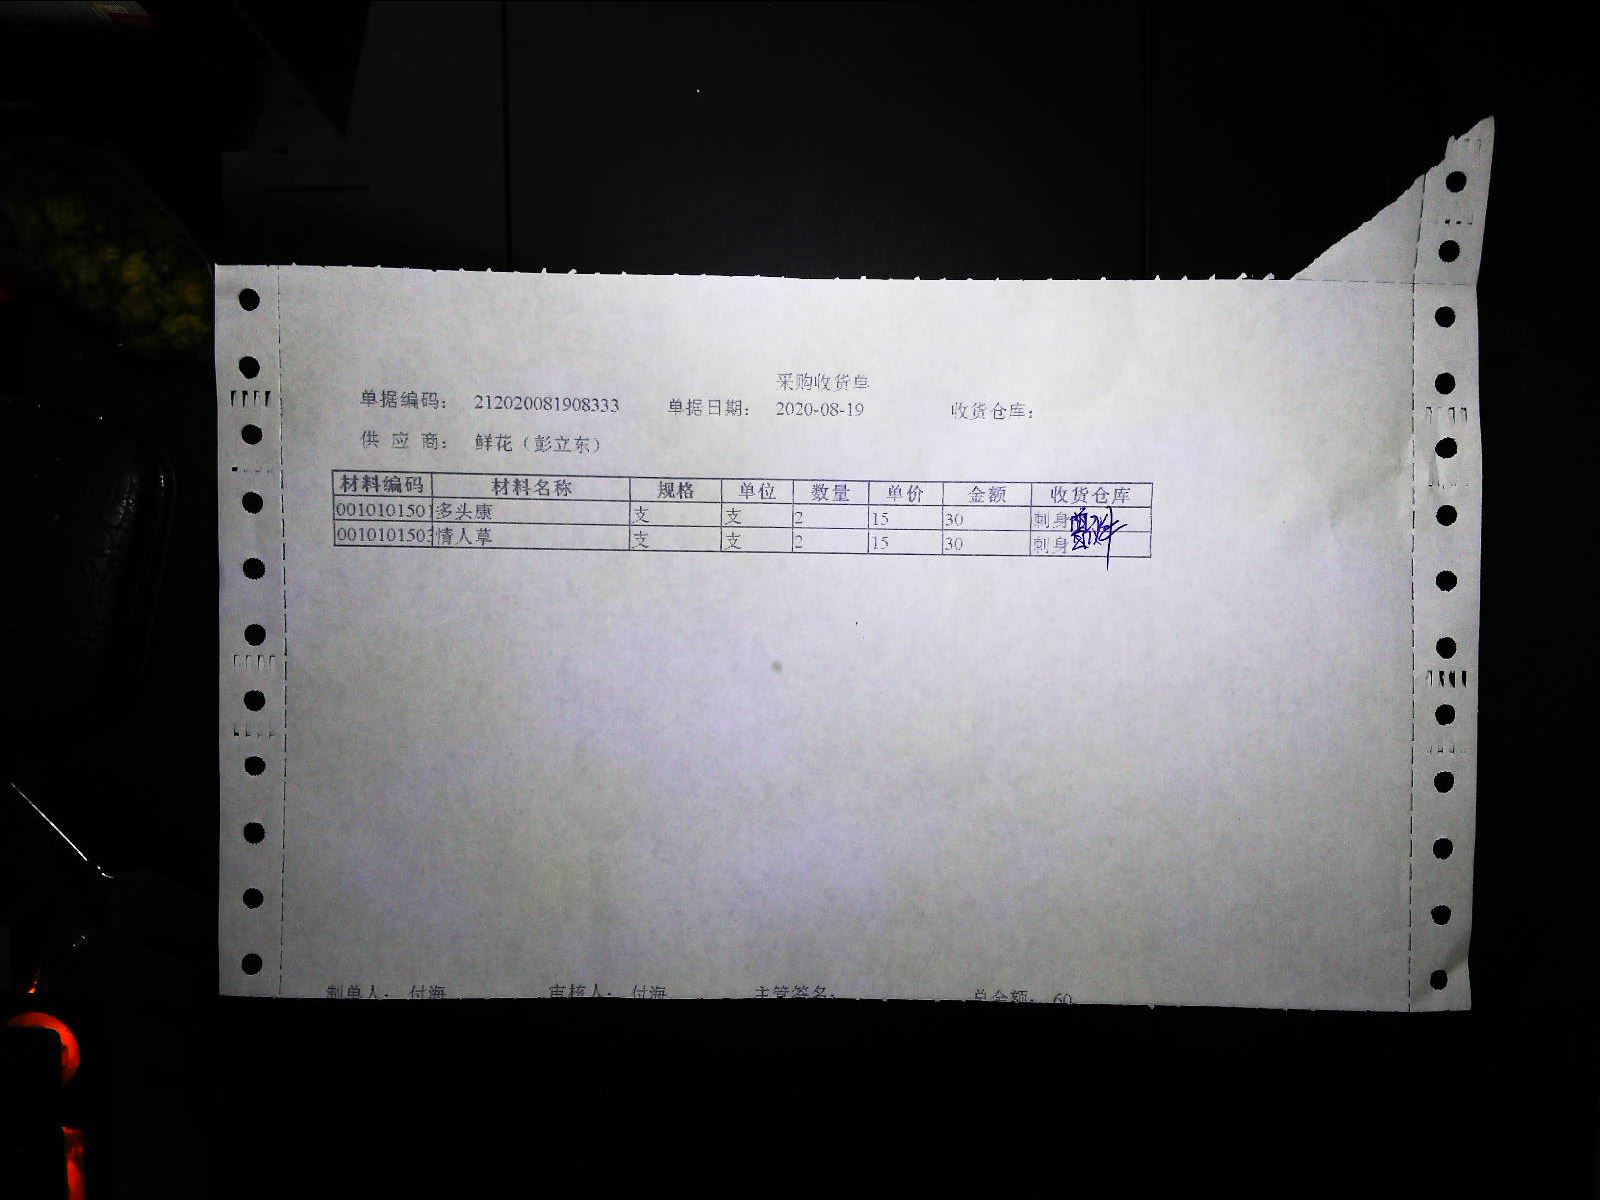 采购收货单
单据编码: 212020081908333 单据日期: 2020-08-19 收货仓库:
供 应 商: 鲜花（彭立东）
材料编码 材料名称 规格 单位 数量 单价 金额 收货仓库
0010101501 多头康 支 支 2 15 30 刺身
0010101503 情人草 支 支 2 15 30 刺身
制单人: 付海 审核人: 付海 主管签名: 总金额: 60